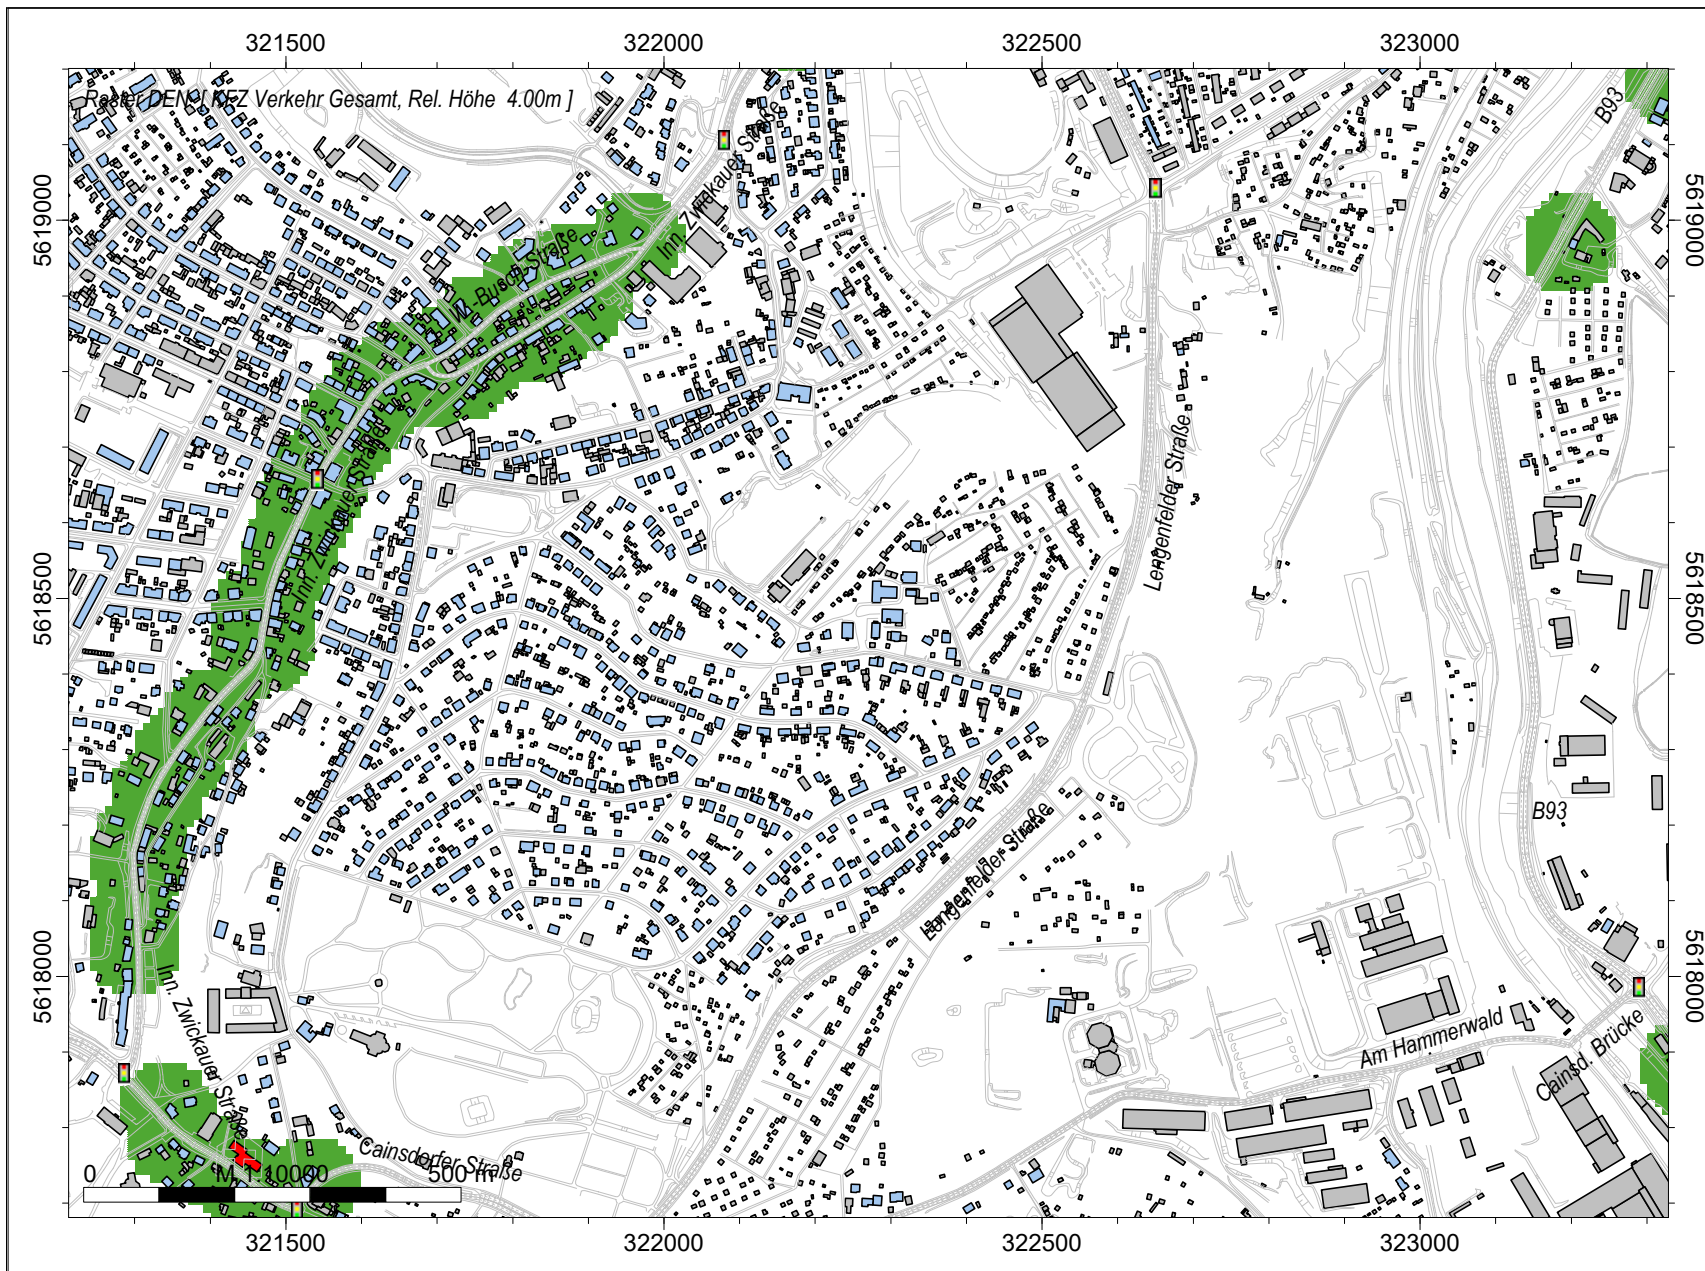 321500 322000 322500 323000
Raster DEN [ KFZ Verkehr Gesamt, Rel. Höhe 4.00m ]
B93
Inn. Zwickauer Straße
5619000
5619000
W.-Busch-Straße
Inn. Zwickauer Straße
Lengenfelder Straße
5618500
5618500
B93
Lengenfelder Straße
5618000
5618000
Inn. Zwickauer Straße
Am Hammerwald
Cainsd. Brücke
Cainsdorfer Straße
0 M 1:10000 500 m
321500 322000 322500 323000